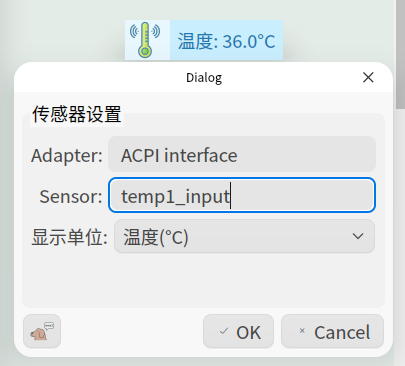 温度: 36.0°C
Dialog
传感器设置
Adapter: ACPI interface
Sensor: temp1_input
显示单位: 温度(°C)
OK Cancel